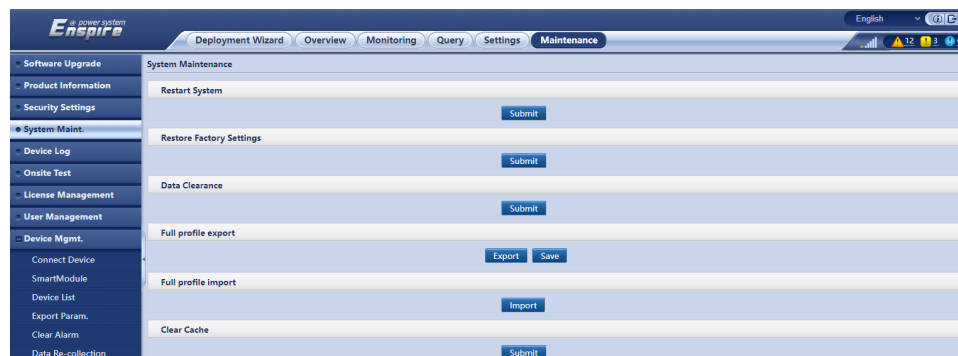 @ power system
Enspire
English
Deployment Wizard Overview Monitoring Query Settings Maintenance
12 3
Software Upgrade
Product Information
Security Settings
System Maint.
Device Log
Onsite Test
License Management
User Management
Device Mgmt.
Connect Device
SmartModule
Device List
Export Param.
Clear Alarm
Data Re-collection
System Maintenance
Restart System
Submit
Restore Factory Settings
Submit
Data Clearance
Submit
Full profile export
Export Save
Full profile import
Import
Clear Cache
Submit